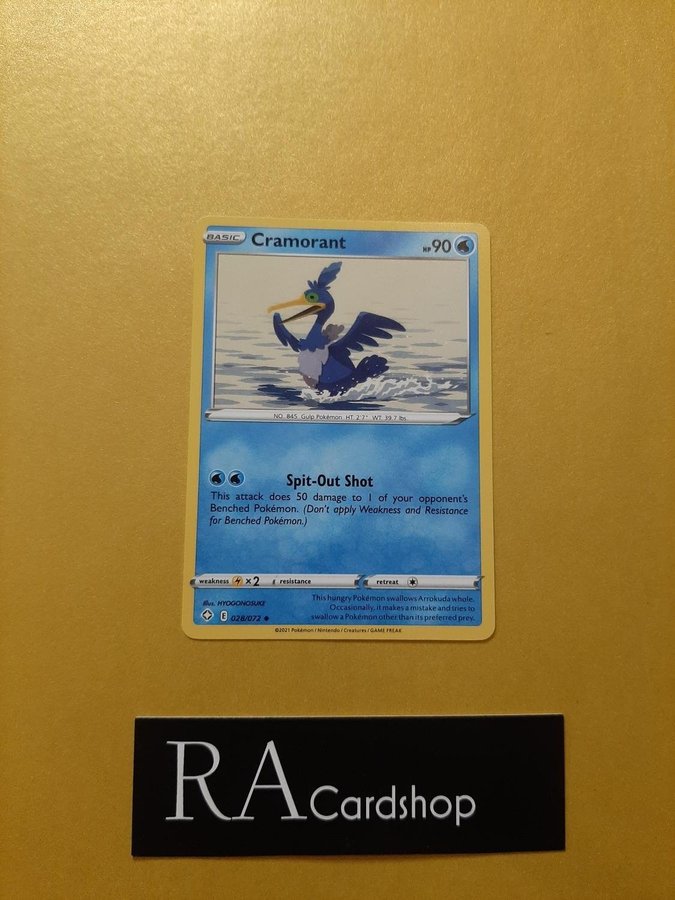 BASIC Cramorant HP 90
NO. 845 Gulp Pokémon HT 2'7" WT 39.7 lbs.
Spit-Out Shot
This attack does 50 damage to 1 of your opponent's
Benched Pokémon. (Don't apply Weakness and Resistance
for Benched Pokémon.)
weakness ×2 resistance retreat
Illus. HYOGONOSUKE
This hungry Pokémon swallows Arrokuda whole.
Occasionally, it makes a mistake and tries to
swallow a Pokémon other than its preferred prey.
E 028/072
©2021 Pokémon / Nintendo / Creatures / GAME FREAK
RA Cardshop